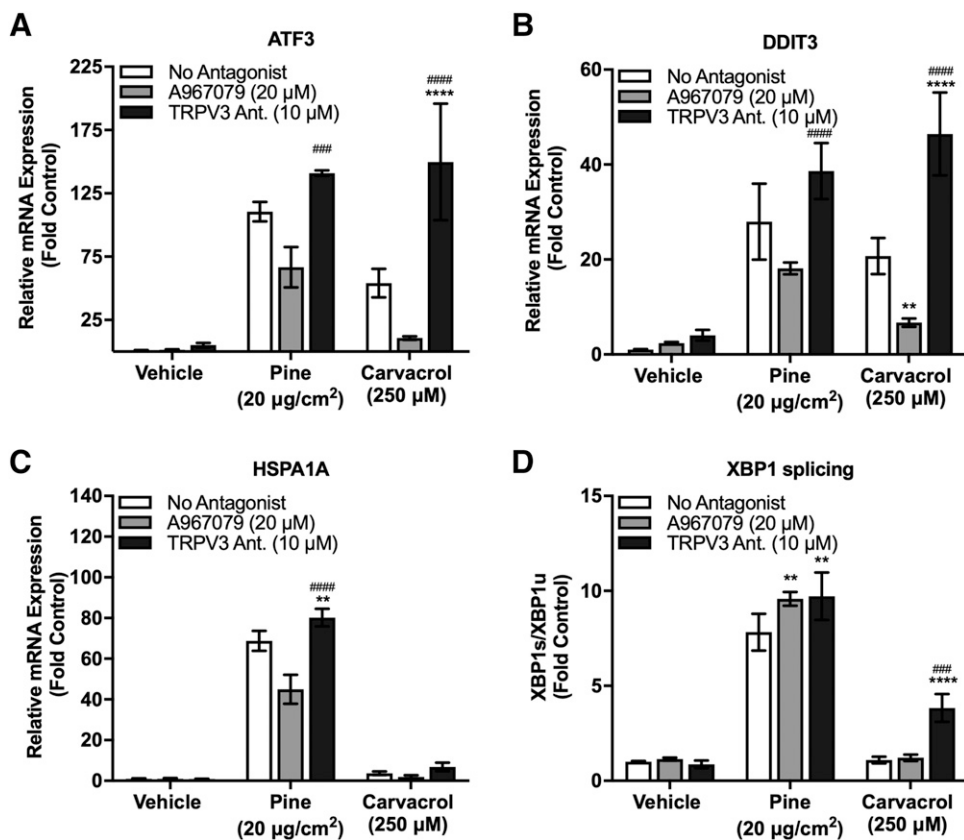 A
ATF3
Relative mRNA Expression
(Fold Control)
225
175
125
75
25
No Antagonist
A967079 (20 µM)
TRPV3 Ant. (10 µM)
###
####
****
Vehicle
Pine
(20 µg/cm²)
Carvacrol
(250 µM)
B
DDIT3
Relative mRNA Expression
(Fold Control)
80
60
40
20
0
No Antagonist
A967079 (20 µM)
TRPV3 Ant. (10 µM)
####
**
####
****
Vehicle
Pine
(20 µg/cm²)
Carvacrol
(250 µM)
C
HSPA1A
Relative mRNA Expression
(Fold Control)
140
120
100
80
60
40
20
0
No Antagonist
A967079 (20 µM)
TRPV3 Ant. (10 µM)
####
**
Vehicle
Pine
(20 µg/cm²)
Carvacrol
(250 µM)
D
XBP1 splicing
XBP1s/XBP1u
(Fold Control)
15
10
5
0
No Antagonist
A967079 (20 µM)
TRPV3 Ant. (10 µM)
**
**
###
****
Vehicle
Pine
(20 µg/cm²)
Carvacrol
(250 µM)